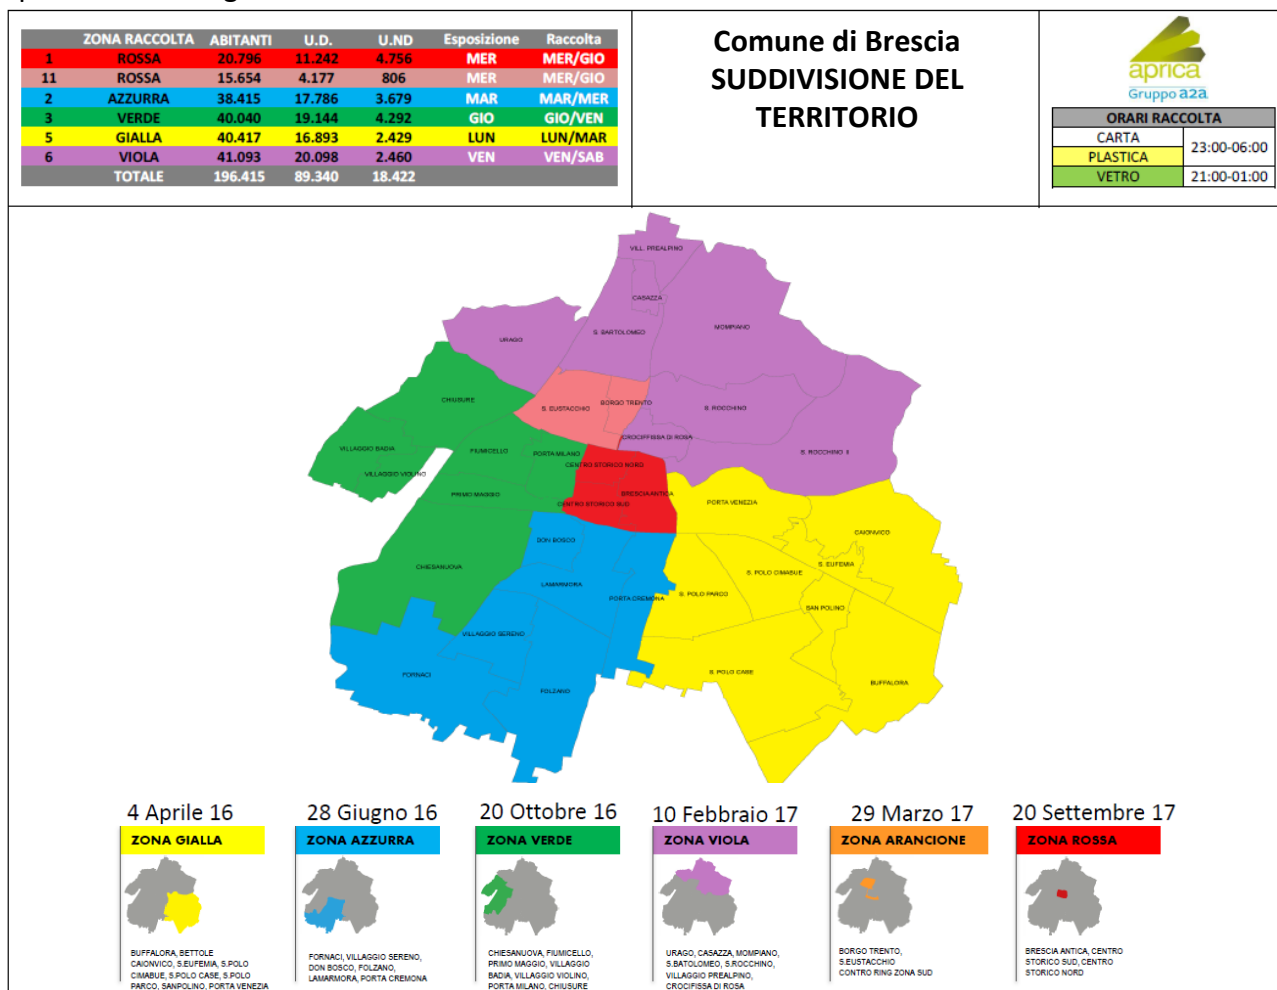 ZONA RACCOLTA ABITANTI U.D. U.ND Esposizione Raccolta
1 ROSSA 20.796 11.242 4.756 MER MER/GIO
11 ROSSA 15.654 4.177 806 MER MER/GIO
2 AZZURRA 38.415 17.786 3.679 MAR MAR/MER
3 VERDE 40.040 19.144 4.292 GIO GIO/VEN
5 GIALLA 40.417 16.893 2.429 LUN LUN/MAR
6 VIOLA 41.093 20.098 2.460 VEN VEN/SAB
TOTALE 196.415 89.340 18.422
Comune di Brescia
SUDDIVISIONE DEL
TERRITORIO
aprica
Gruppo a2a
ORARI RACCOLTA
CARTA
23:00-06:00
PLASTICA
VETRO 21:00-01:00
VILL. PREALPINO
CASAZZA
MOMPIANO
S. BARTOLOMEO
URAGO
CHIUSURE
S. EUSTACCHIO
BORGO TRENTO
S. ROCCHINO
CROCIFFISSA DI ROSA
VILLAGGIO BADIA
FIUMICELLO
PORTA MILANO
S. ROCCHINO II
CENTRO STORICO NORD
VILLAGGIO VIOLINO
PRIMO MAGGIO
BRESCIA ANTICA
CENTRO STORICO SUD
PORTA VENEZIA
CAIONVICO
DON BOSCO
S. EUFEMIA
CHIESANUOVA
S. POLO CIMABUE
LAMARMORA
S. POLO PARCO
PORTA CREMONA
SAN POLINO
VILLAGGIO SERENO
S. POLO CASE
FORNACI
BUFFALORA
FOLZANO
4 Aprile 16
ZONA GIALLA
BUFFALORA, BETTOLE
CAIONVICO, S.EUFEMIA, S.POLO
CIMABUE, S.POLO CASE, S.POLO
PARCO, SANPOLINO, PORTA VENEZIA
28 Giugno 16
ZONA AZZURRA
FORNACI, VILLAGGIO SERENO,
DON BOSCO, FOLZANO,
LAMARMORA, PORTA CREMONA
20 Ottobre 16
ZONA VERDE
CHIESANUOVA, FIUMICELLO,
PRIMO MAGGIO, VILLAGGIO
BADIA, VILLAGGIO VIOLINO,
PORTA MILANO, CHIUSURE
10 Febbraio 17
ZONA VIOLA
URAGO, CASAZZA, MOMPIANO,
S.BATOLOMEO, S.ROCCHINO,
VILLAGGIO PREALPINO,
CROCIFISSA DI ROSA
29 Marzo 17
ZONA ARANCIONE
BORGO TRENTO,
S.EUSTACCHIO
CONTRO RING ZONA SUD
20 Settembre 17
ZONA ROSSA
BRESCIA ANTICA, CENTRO
STORICO SUD, CENTRO
STORICO NORD